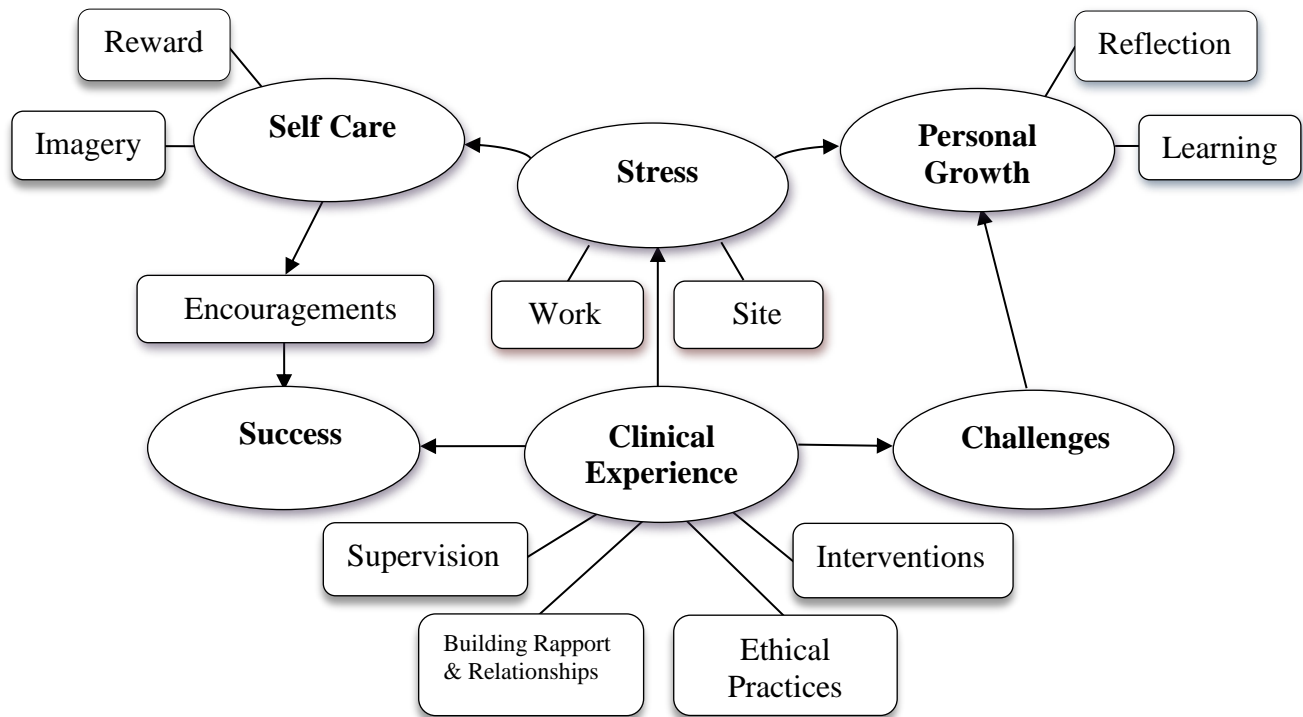 Reward
Reflection
Self Care
Imagery
Stress
Personal
Growth
Learning
Encouragements
Work
Site
Success
Clinical
Experience
Challenges
Supervision
Interventions
Building Rapport
& Relationships
Ethical
Practices